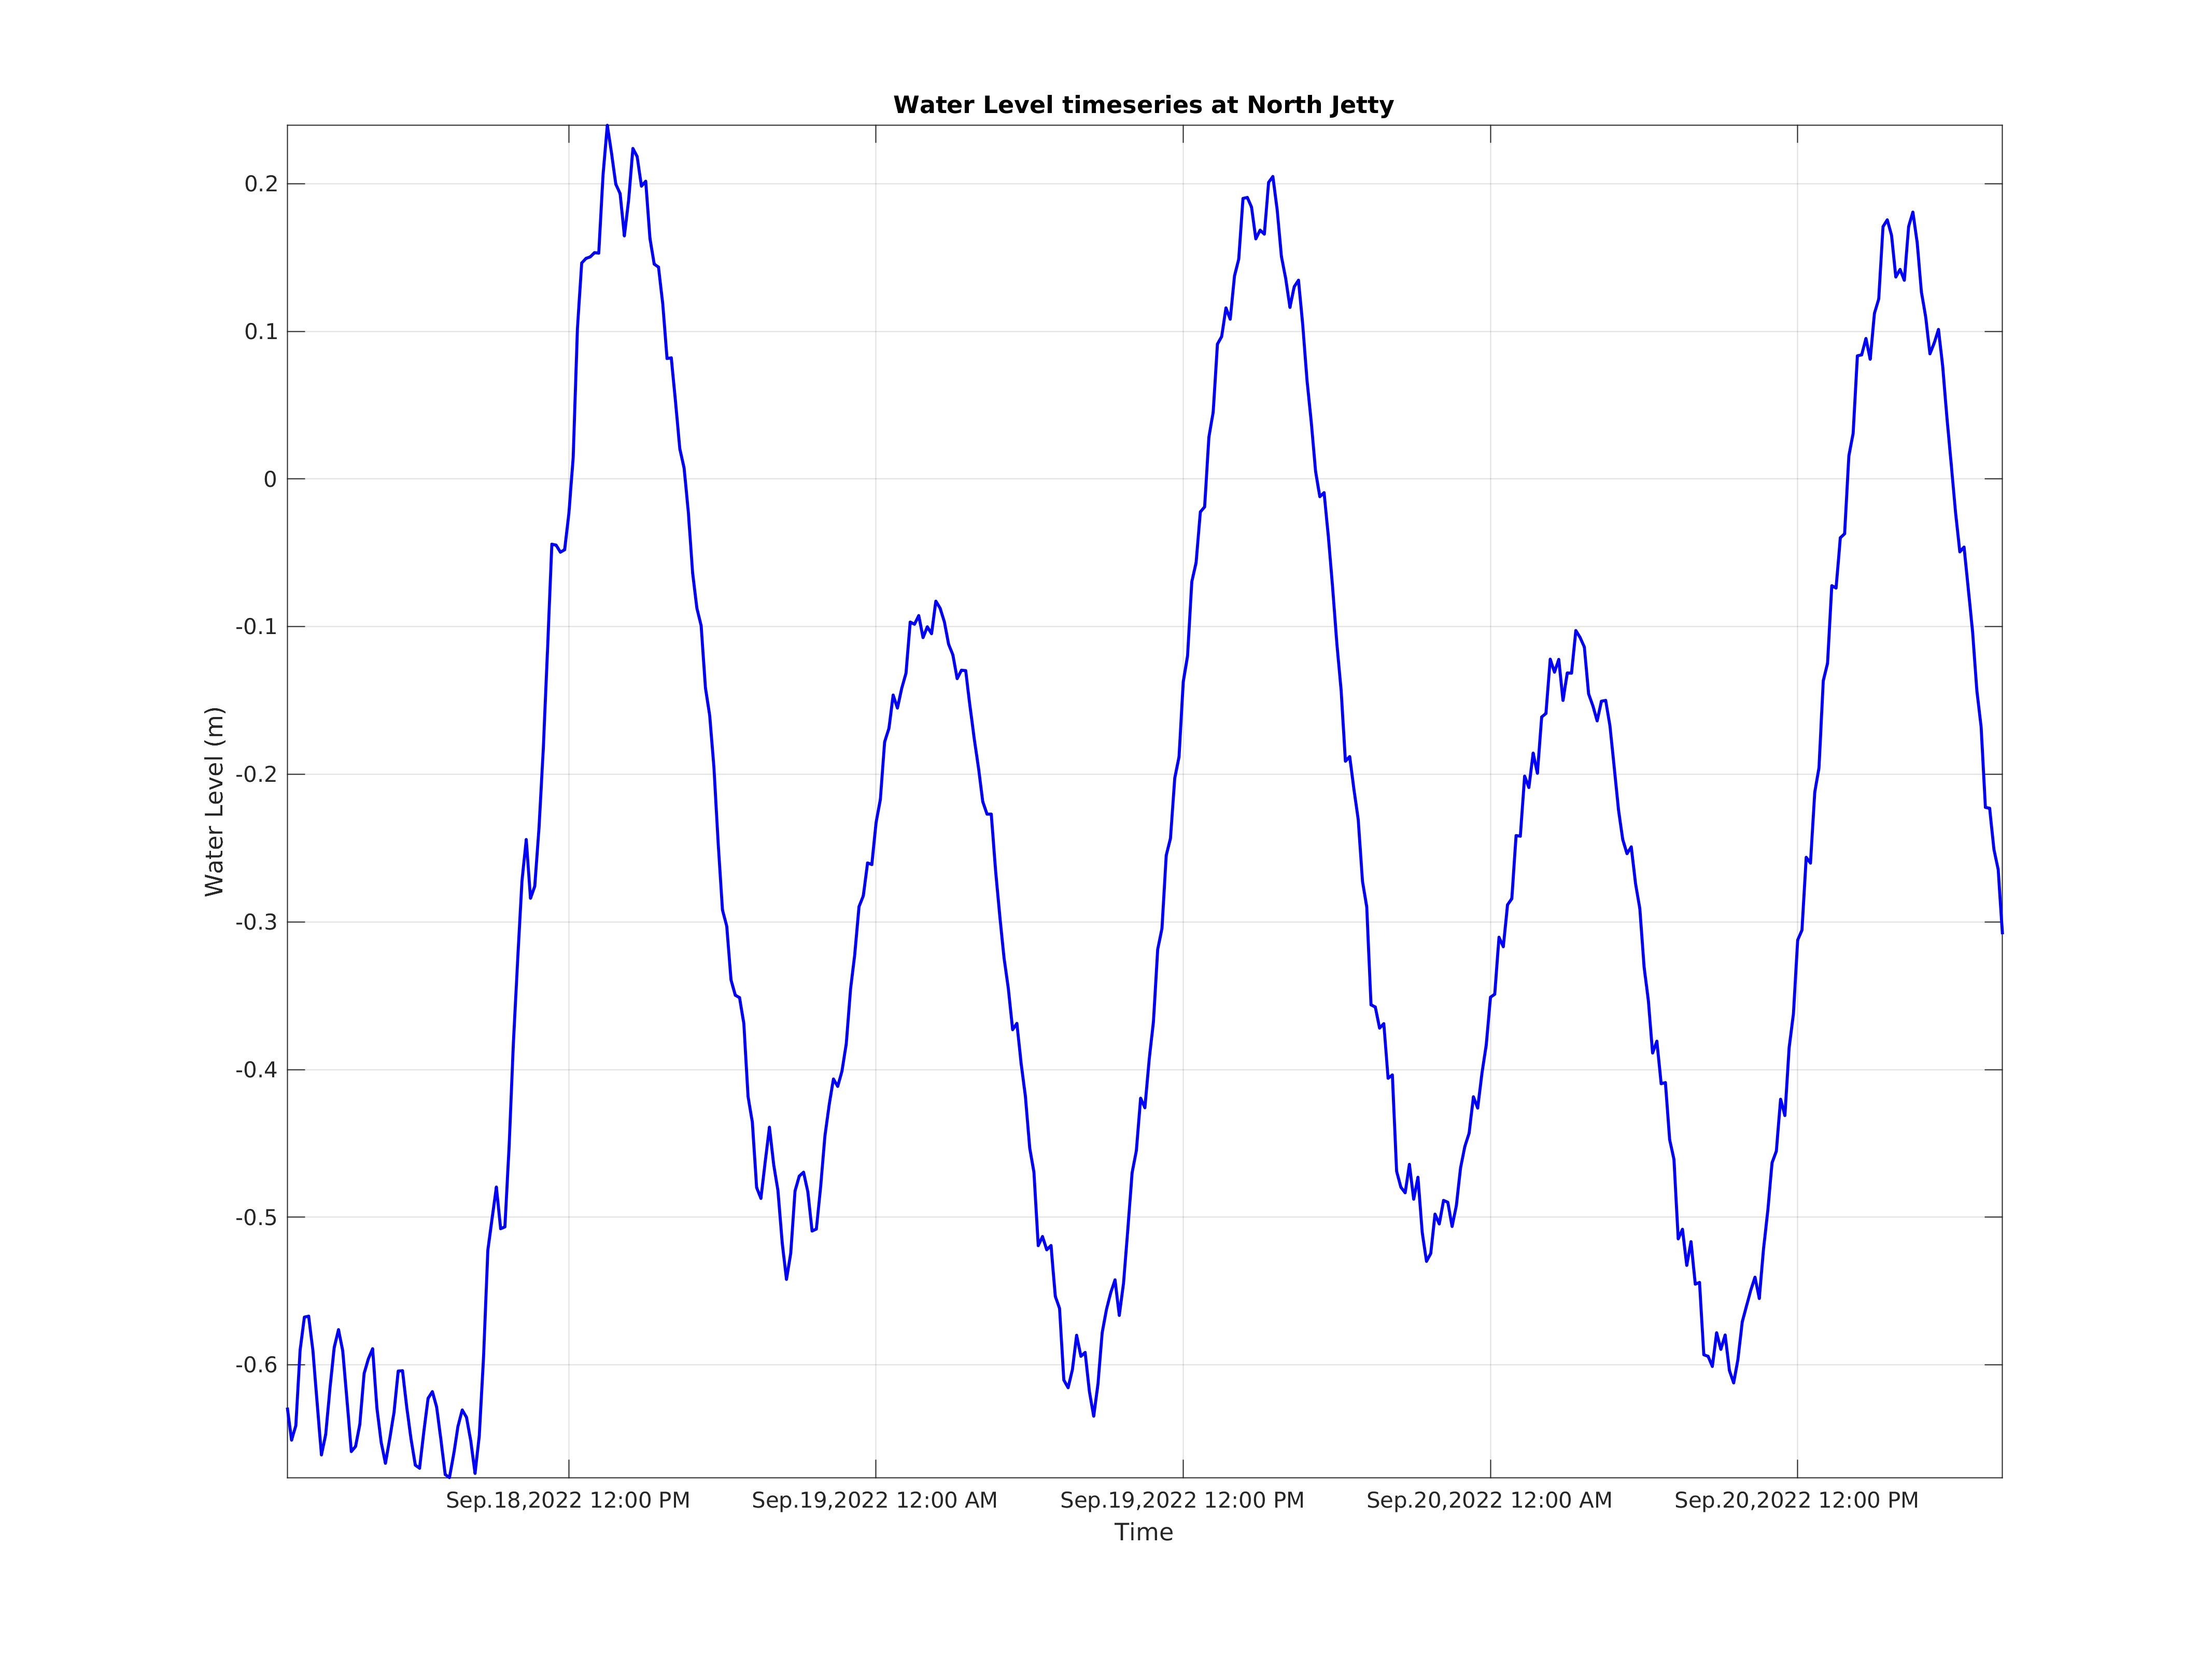 Water Level timeseries at North Jetty
0.2
0.1
0
-0.1
-0.2
-0.3
-0.4
-0.5
-0.6
Water Level (m)
Sep.18,2022 12:00 PM
Sep.19,2022 12:00 AM
Sep.19,2022 12:00 PM
Sep.20,2022 12:00 AM
Sep.20,2022 12:00 PM
Time